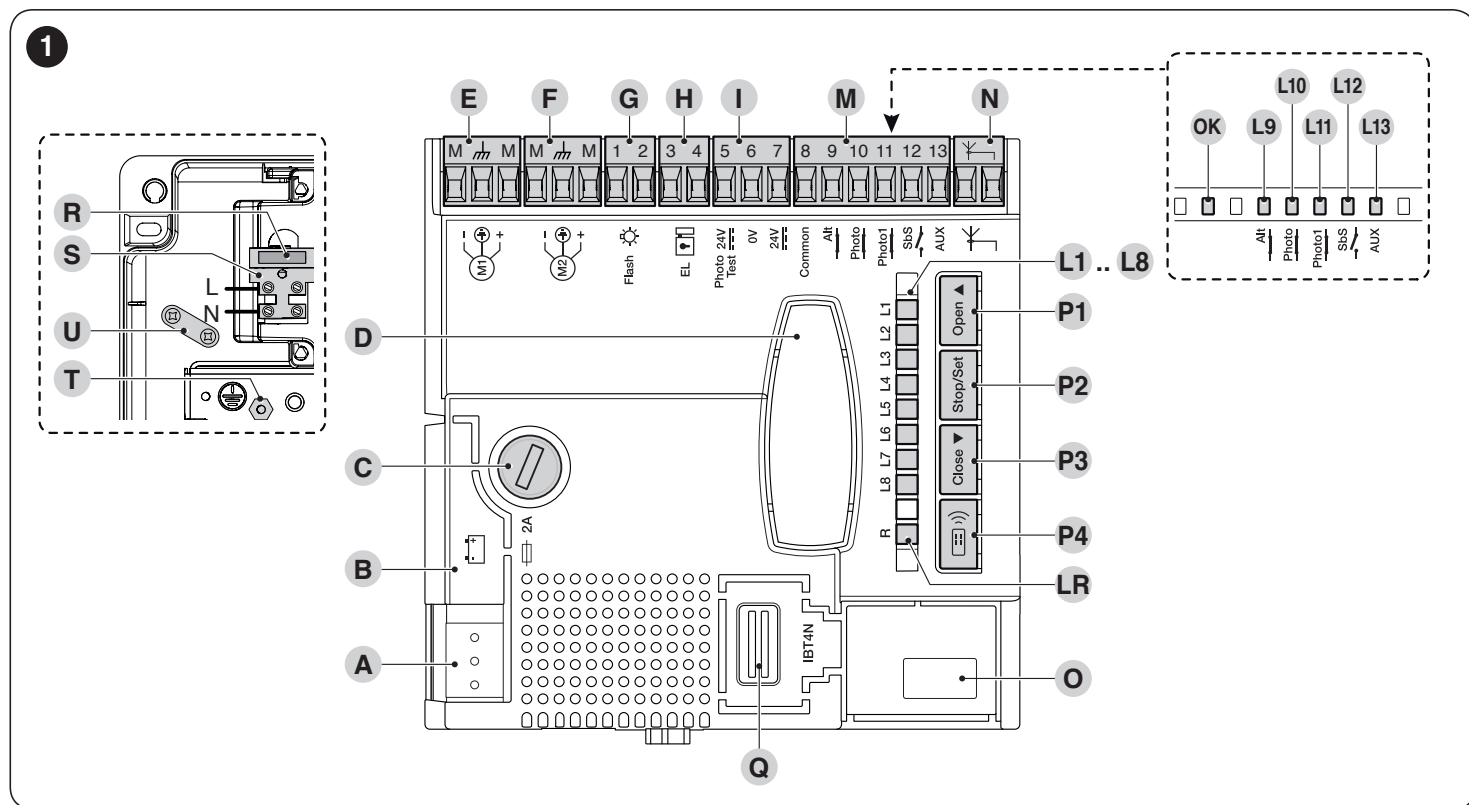 1
E F G H I M N
L10 L12
OK L9 L11 L13
Alt Photo Photo1 SbS AUX
R
S
L
N
U
T
M M M M 1 2 3 4 5 6 7 8 9 10 11 12 13
- + M1
- + M2
Flash
EL
Photo Test 24V
0V
24V
Common
Alt
Photo
Photo1
SbS
AUX
L1 .. L8
D
L1
L2
L3
L4
L5
L6
L7
L8
R
Open ▲
Stop/Set
Close ▼
P1
P2
P3
P4
LR
C
2A
B
+ -
A
IBT4N
O
Q